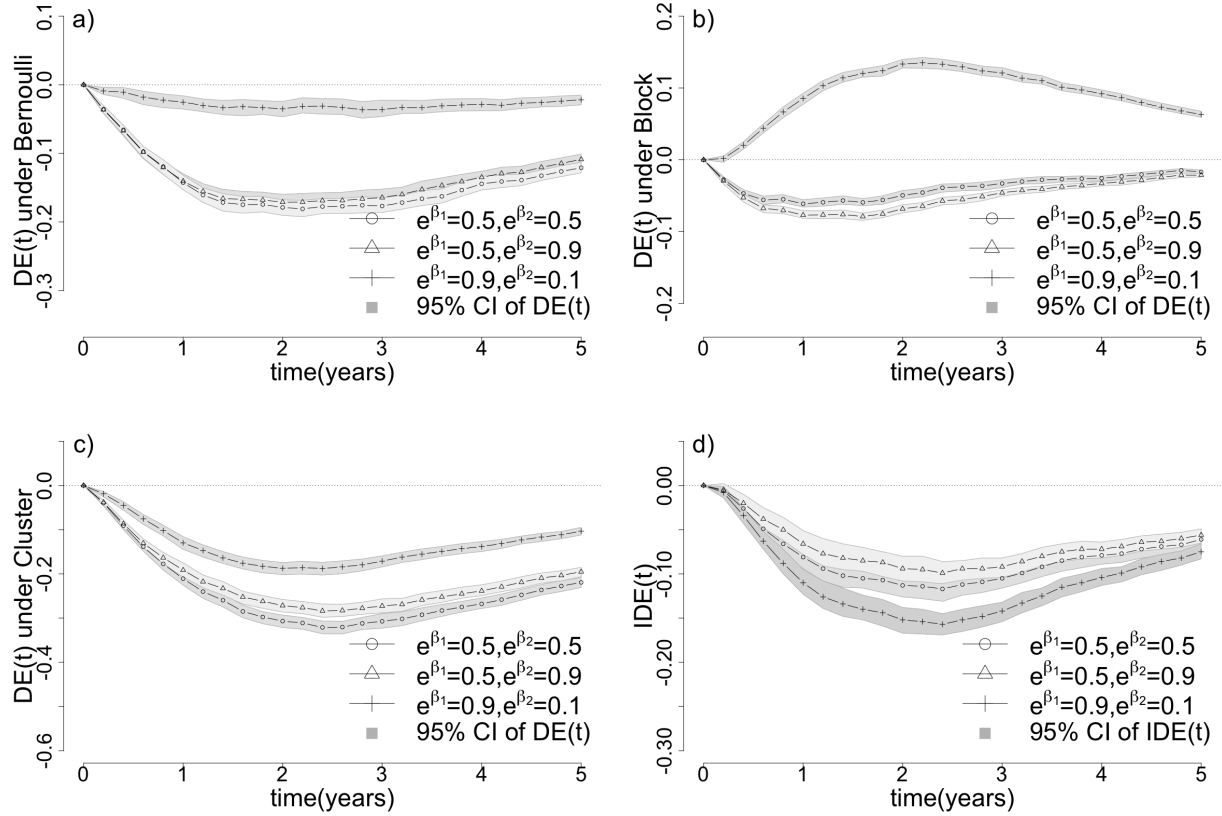 a)
DE(t) under Bernoulli
0.1
0.0
-0.1
-0.2
-0.3
e^β₁=0.5,e^β₂=0.5
e^β₁=0.5,e^β₂=0.9
e^β₁=0.9,e^β₂=0.1
95% CI of DE(t)
0 1 2 3 4 5
time(years)
b)
DE(t) under Block
0.2
0.1
0.0
-0.1
-0.2
e^β₁=0.5,e^β₂=0.5
e^β₁=0.5,e^β₂=0.9
e^β₁=0.9,e^β₂=0.1
95% CI of DE(t)
0 1 2 3 4 5
time(years)
c)
DE(t) under Cluster
0.0
-0.2
-0.4
-0.6
e^β₁=0.5,e^β₂=0.5
e^β₁=0.5,e^β₂=0.9
e^β₁=0.9,e^β₂=0.1
95% CI of DE(t)
0 1 2 3 4 5
time(years)
d)
IDE(t)
0.00
-0.10
-0.20
-0.30
e^β₁=0.5,e^β₂=0.5
e^β₁=0.5,e^β₂=0.9
e^β₁=0.9,e^β₂=0.1
95% CI of IDE(t)
0 1 2 3 4 5
time(years)